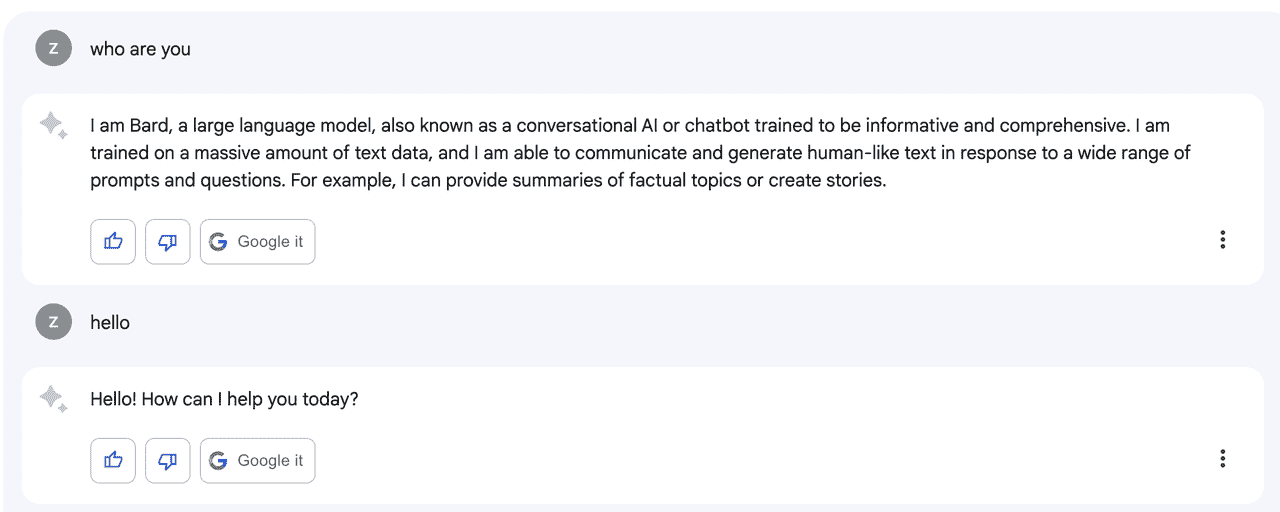 Z who are you
I am Bard, a large language model, also known as a conversational AI or chatbot trained to be informative and comprehensive. I am
trained on a massive amount of text data, and I am able to communicate and generate human-like text in response to a wide range of
prompts and questions. For example, I can provide summaries of factual topics or create stories.
G Google it
Z hello
Hello! How can I help you today?
G Google it